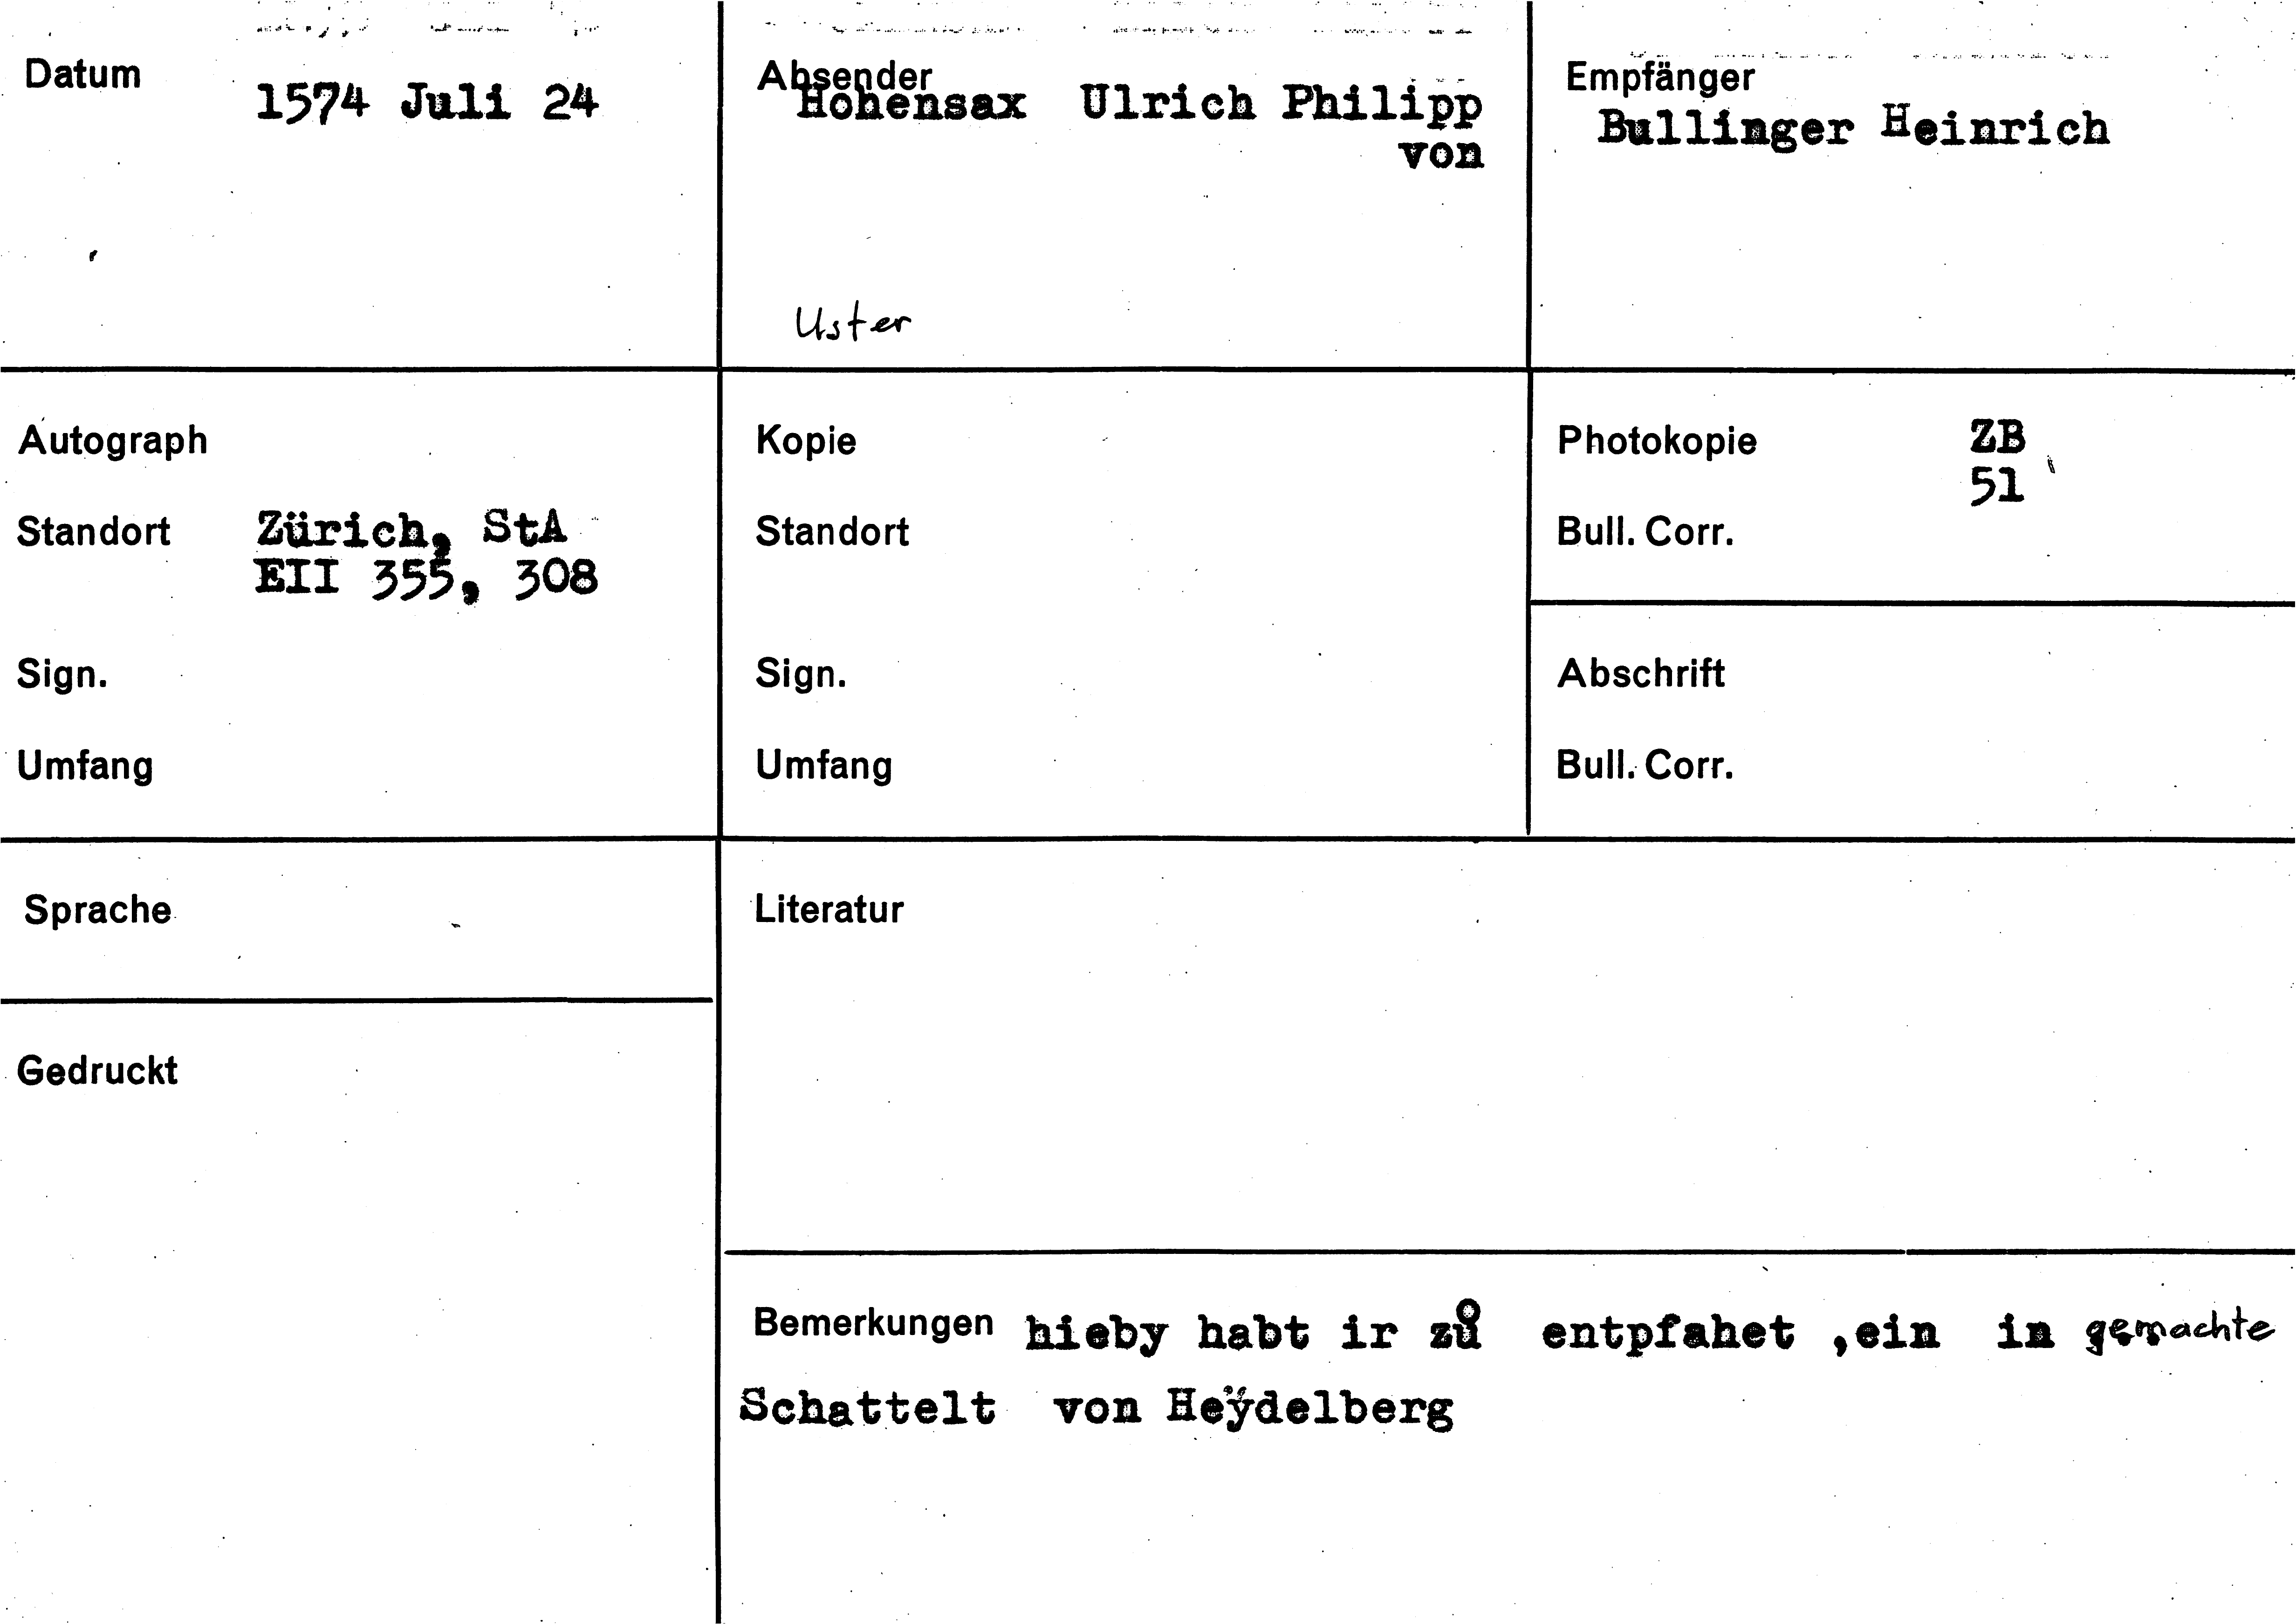 Datum 1574 Juli 24
Absender
Hohensax Ulrich Philipp
von
Uster
Empfänger
Bullinger Heinrich
Autograph
Standort Zürich, StA
EII 355, 308
Sign.
Umfang
Kopie
Standort
Sign.
Umfang
Photokopie ZB
51
Bull. Corr.
Abschrift
Bull. Corr.
Sprache
Gedruckt
Literatur
Bemerkungen hieby habt ir zů entpfahet ,ein in gemachte
Schattelt von Heÿdelberg